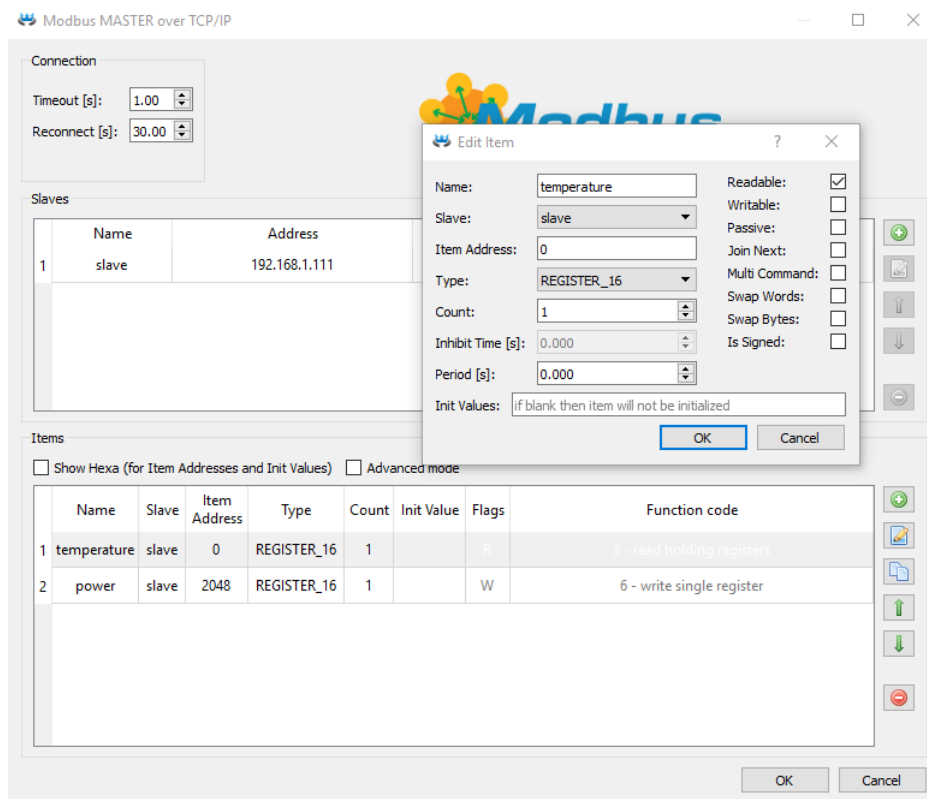 Modbus MASTER over TCP/IP
Connection
Timeout [s]: 1.00
Reconnect [s]: 30.00
Modbus
Slaves
Name Address
1 slave 192.168.1.111
Edit Item ?
Name: temperature
Slave: slave
Item Address: 0
Type: REGISTER_16
Count: 1
Inhibit Time [s]: 0.000
Period [s]: 0.000
Init Values: if blank then item will not be initialized
Readable:
Writable:
Passive:
Join Next:
Multi Command:
Swap Words:
Swap Bytes:
Is Signed:
OK Cancel
Items
Show Hexa (for Item Addresses and Init Values) Advanced mode
Name Slave Item Address Type Count Init Value Flags Function code
1 temperature slave 0 REGISTER_16 1 R 3 - read holding registers
2 power slave 2048 REGISTER_16 1 W 6 - write single register
OK Cancel